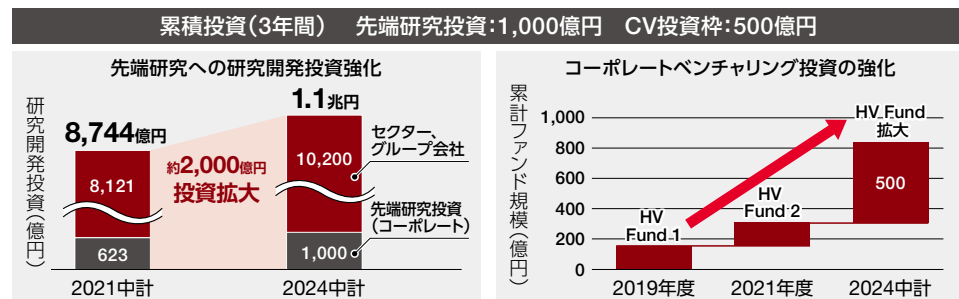 累積投資(3年間) 先端研究投資:1,000億円 CV投資枠:500億円
先端研究への研究開発投資強化
研究開発投資(億円)
8,744億円
1.1兆円
約2,000億円
投資拡大
8,121
623
10,200
1,000
セクター、
グループ会社
先端研究投資
(コーポレート)
2021中計
2024中計
コーポレートベンチャリング投資の強化
累計ファンド規模(億円)
1,000
800
600
400
200
0
HV
Fund 1
HV
Fund 2
HV Fund
拡大
500
2019年度
2021年度
2024中計